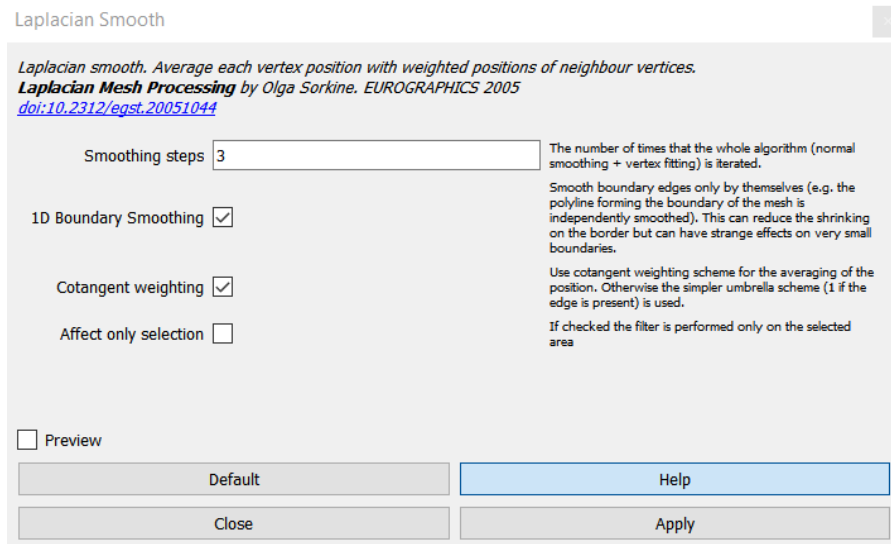 Laplacian Smooth
Laplacian smooth. Average each vertex position with weighted positions of neighbour vertices.
Laplacian Mesh Processing by Olga Sorkine. EUROGRAPHICS 2005
doi:10.2312/egst.20051044
Smoothing steps 3
The number of times that the whole algorithm (normal
smoothing + vertex fitting) is iterated.
1D Boundary Smoothing
Smooth boundary edges only by themselves (e.g. the
polyline forming the boundary of the mesh is
independently smoothed). This can reduce the shrinking
on the border but can have strange effects on very small
boundaries.
Cotangent weighting
Use cotangent weighting scheme for the averaging of the
position. Otherwise the simpler umbrella scheme (1 if the
edge is present) is used.
Affect only selection
If checked the filter is performed only on the selected
area
Preview
Default
Help
Close
Apply